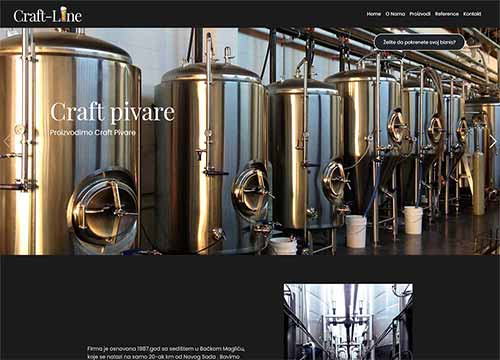 Craft-Line
Home O Nama Proizvodi Reference Kontakt
Želite da pokrenete svoj biznis?
Craft pivare
Proizvodimo Craft Pivare
Firma je osnovana 1987.god sa sedištem u Bačkom Magliću,
koje se nalazi na samo 20-ak km od Novog Sada . Bavimo